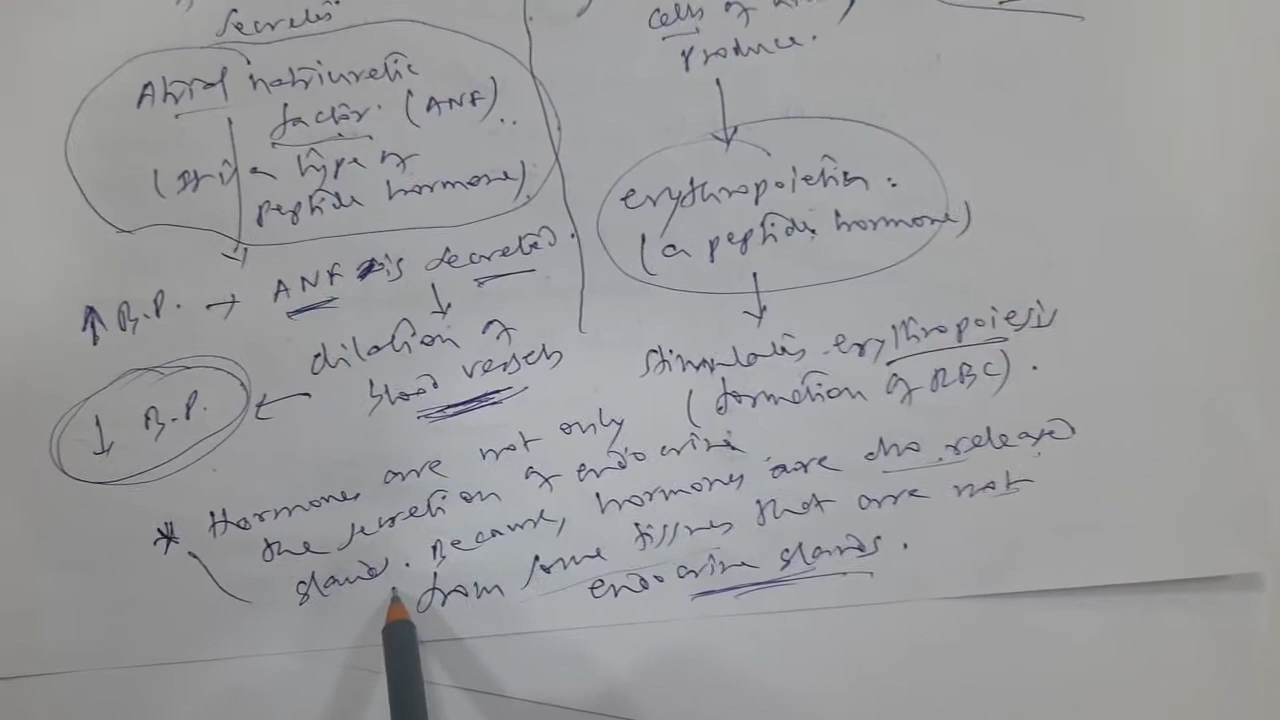 secretes
Atrial natriuretic
factor. (ANF)..
(It is a type of
peptide hormone)
↑ B.P. → ANF is secreted.
dilation of
blood vessels
↓ B.P.
cells of
produce.
erythropoietin.
(a peptide hormone)
stimulates erythropoiesis
(formation of RBC).
* Hormones are not only
the secretion of endocrine
glands. Because, hormones are also released
from some tissues that are not
endocrine glands.